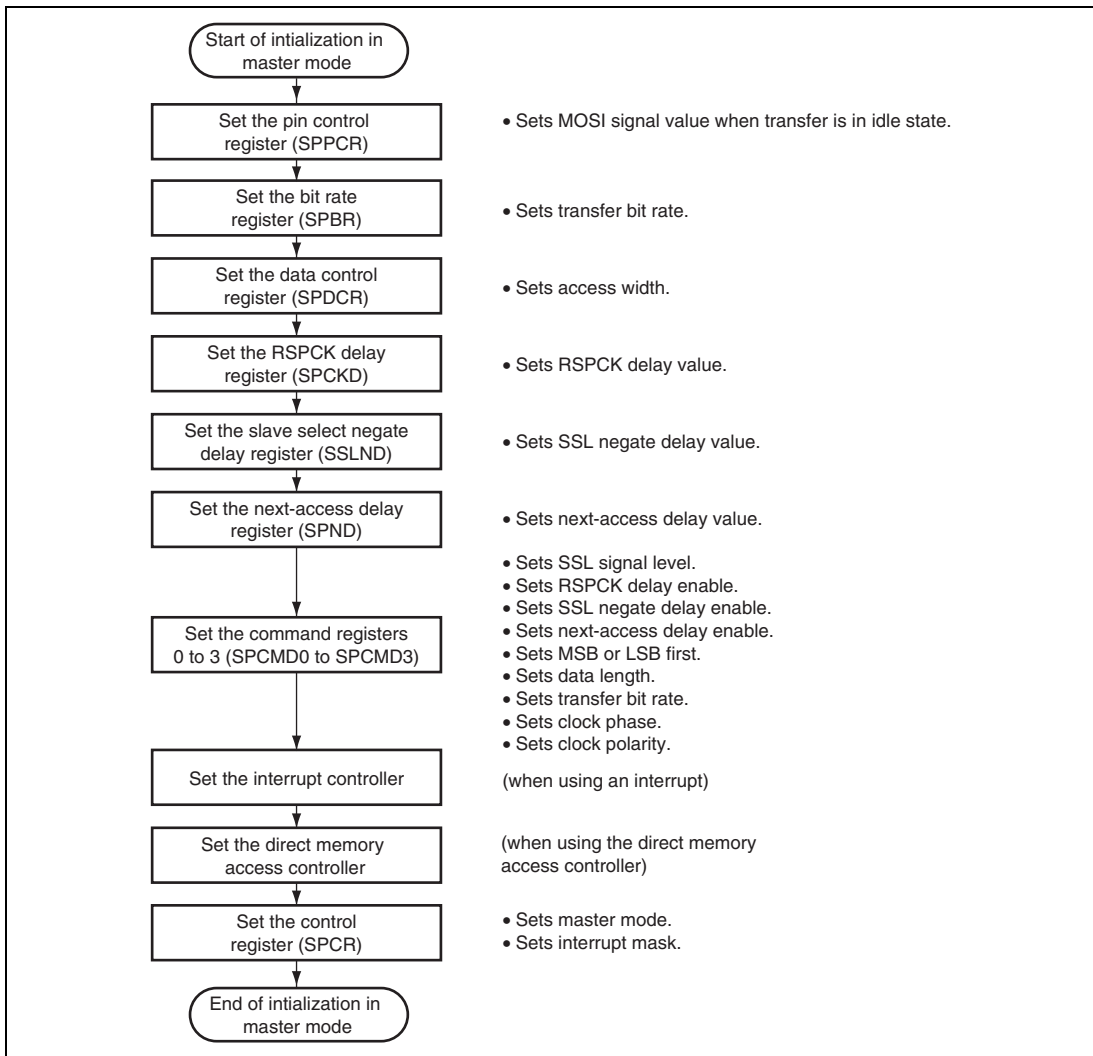 Start of intialization in
master mode
Set the pin control
register (SPPCR)
• Sets MOSI signal value when transfer is in idle state.
Set the bit rate
register (SPBR)
• Sets transfer bit rate.
Set the data control
register (SPDCR)
• Sets access width.
Set the RSPCK delay
register (SPCKD)
• Sets RSPCK delay value.
Set the slave select negate
delay register (SSLND)
• Sets SSL negate delay value.
Set the next-access delay
register (SPND)
• Sets next-access delay value.
Set the command registers
0 to 3 (SPCMD0 to SPCMD3)
• Sets SSL signal level.
• Sets RSPCK delay enable.
• Sets SSL negate delay enable.
• Sets next-access delay enable.
• Sets MSB or LSB first.
• Sets data length.
• Sets transfer bit rate.
• Sets clock phase.
• Sets clock polarity.
Set the interrupt controller
(when using an interrupt)
Set the direct memory
access controller
(when using the direct memory
access controller)
Set the control
register (SPCR)
• Sets master mode.
• Sets interrupt mask.
End of intialization in
master mode